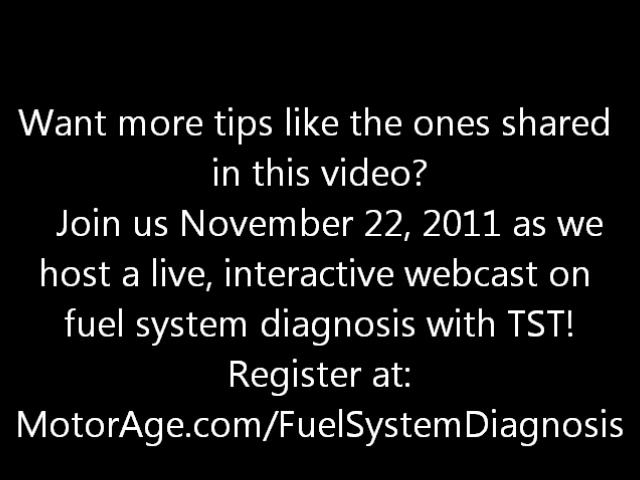 Want more tips like the ones shared
in this video?
Join us November 22, 2011 as we
host a live, interactive webcast on
fuel system diagnosis with TST!
Register at:
MotorAge.com/FuelSystemDiagnosis